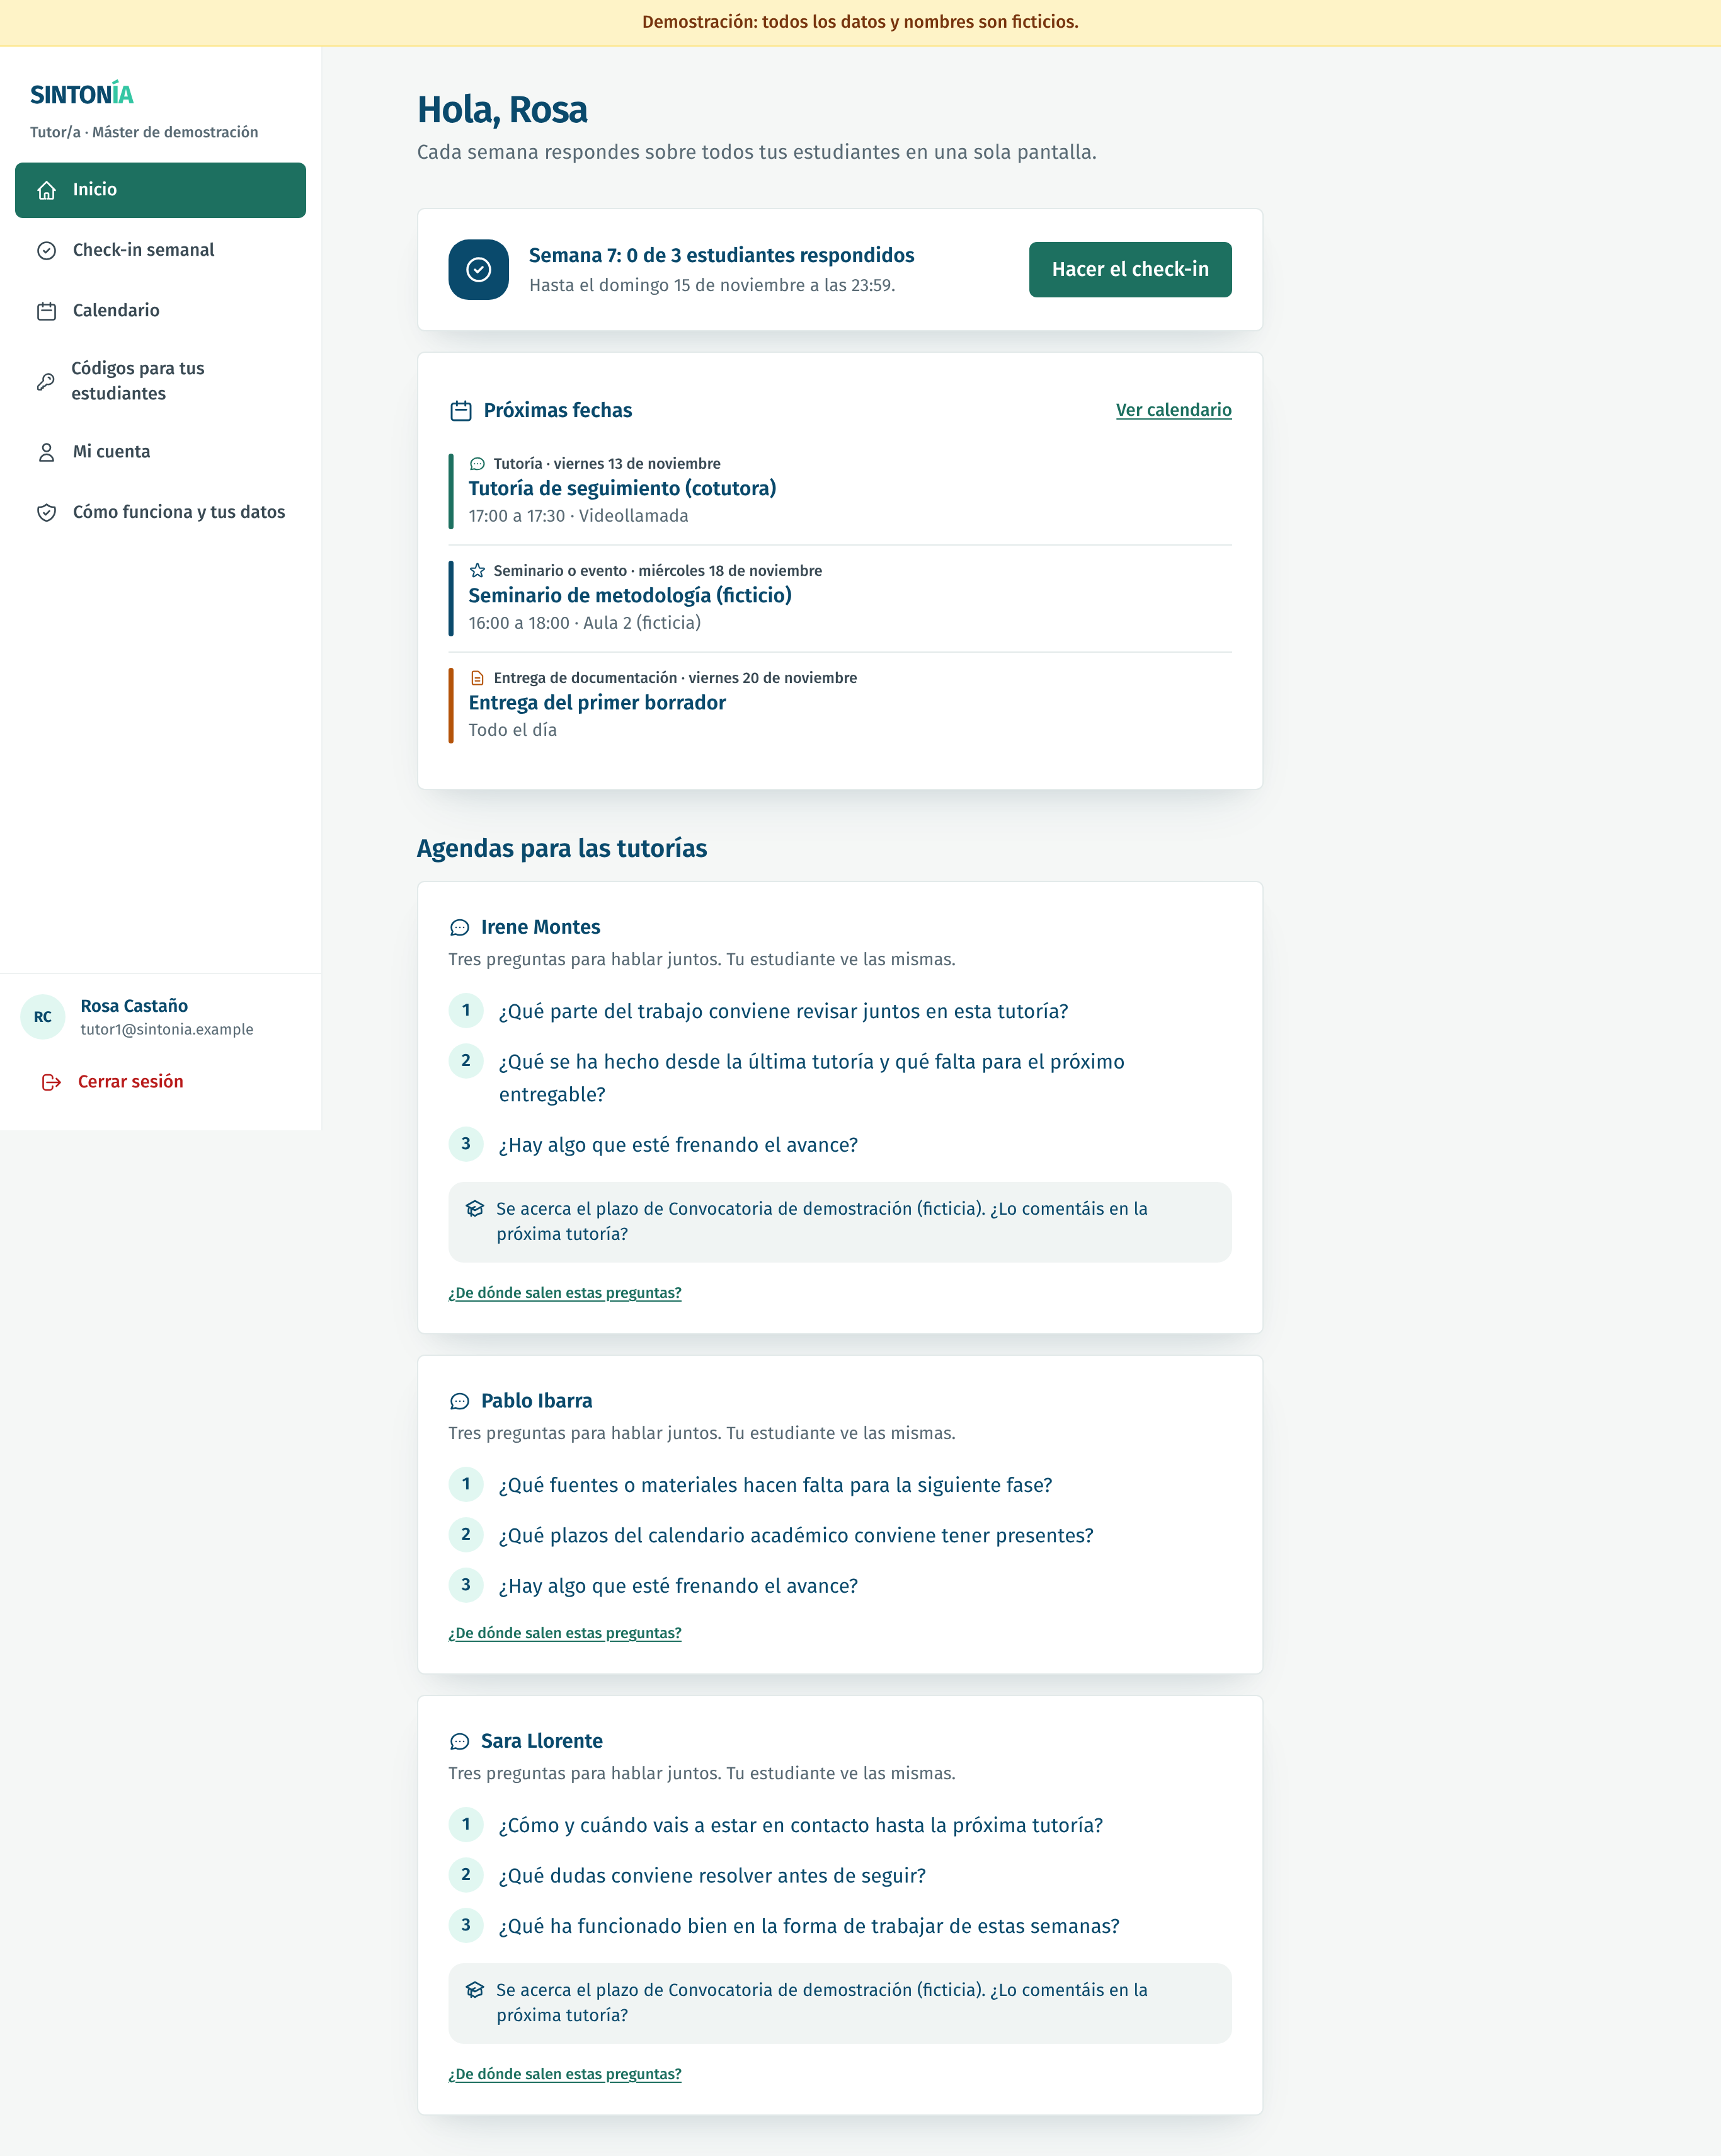 Demostración: todos los datos y nombres son ficticios.
SINTONÍA
Tutor/a · Máster de demostración
Inicio
Check-in semanal
Calendario
Códigos para tus
estudiantes
Mi cuenta
Cómo funciona y tus datos
RC
Rosa Castaño
tutor1@sintonia.example
Cerrar sesión
Hola, Rosa
Cada semana respondes sobre todos tus estudiantes en una sola pantalla.
Semana 7: 0 de 3 estudiantes respondidos
Hasta el domingo 15 de noviembre a las 23:59.
Hacer el check-in
Próximas fechas
Ver calendario
Tutoría · viernes 13 de noviembre
Tutoría de seguimiento (cotutora)
17:00 a 17:30 · Videollamada
Seminario o evento · miércoles 18 de noviembre
Seminario de metodología (ficticio)
16:00 a 18:00 · Aula 2 (ficticia)
Entrega de documentación · viernes 20 de noviembre
Entrega del primer borrador
Todo el día
Agendas para las tutorías
Irene Montes
Tres preguntas para hablar juntos. Tu estudiante ve las mismas.
1 ¿Qué parte del trabajo conviene revisar juntos en esta tutoría?
2 ¿Qué se ha hecho desde la última tutoría y qué falta para el próximo
entregable?
3 ¿Hay algo que esté frenando el avance?
Se acerca el plazo de Convocatoria de demostración (ficticia). ¿Lo comentáis en la
próxima tutoría?
¿De dónde salen estas preguntas?
Pablo Ibarra
Tres preguntas para hablar juntos. Tu estudiante ve las mismas.
1 ¿Qué fuentes o materiales hacen falta para la siguiente fase?
2 ¿Qué plazos del calendario académico conviene tener presentes?
3 ¿Hay algo que esté frenando el avance?
¿De dónde salen estas preguntas?
Sara Llorente
Tres preguntas para hablar juntos. Tu estudiante ve las mismas.
1 ¿Cómo y cuándo vais a estar en contacto hasta la próxima tutoría?
2 ¿Qué dudas conviene resolver antes de seguir?
3 ¿Qué ha funcionado bien en la forma de trabajar de estas semanas?
Se acerca el plazo de Convocatoria de demostración (ficticia). ¿Lo comentáis en la
próxima tutoría?
¿De dónde salen estas preguntas?